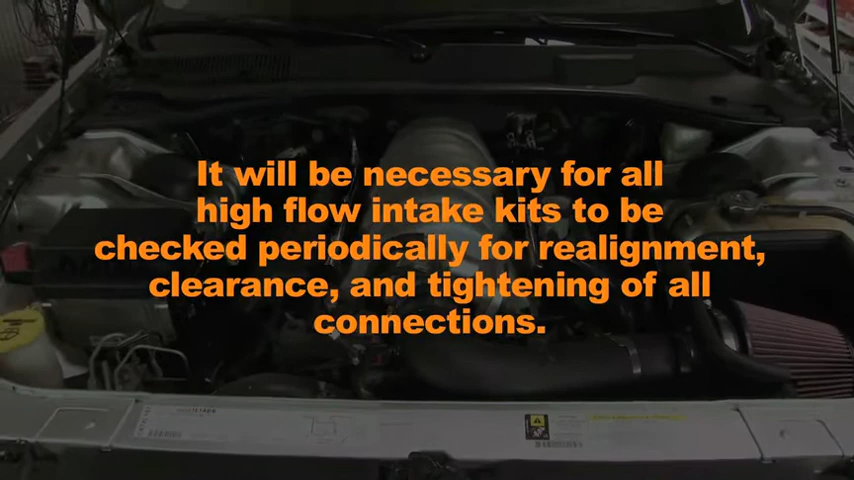 It will be necessary for all
high flow intake kits to be
checked periodically for realignment,
clearance, and tightening of all
connections.